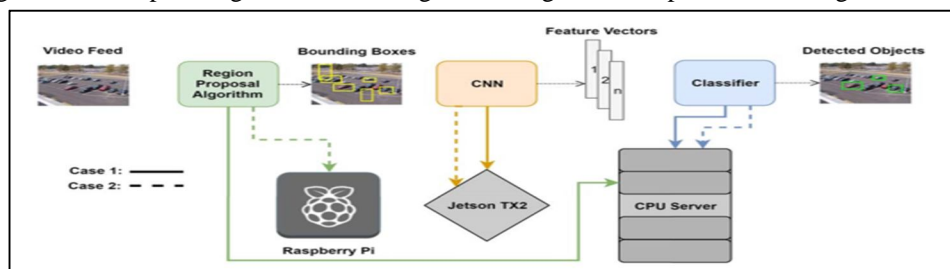 Video Feed
Region
Proposal
Algorithm
Bounding Boxes
CNN
Feature Vectors
1
2
n
Classifier
Detected Objects
Case 1:
Case 2:
Raspberry Pi
Jetson TX2
CPU Server